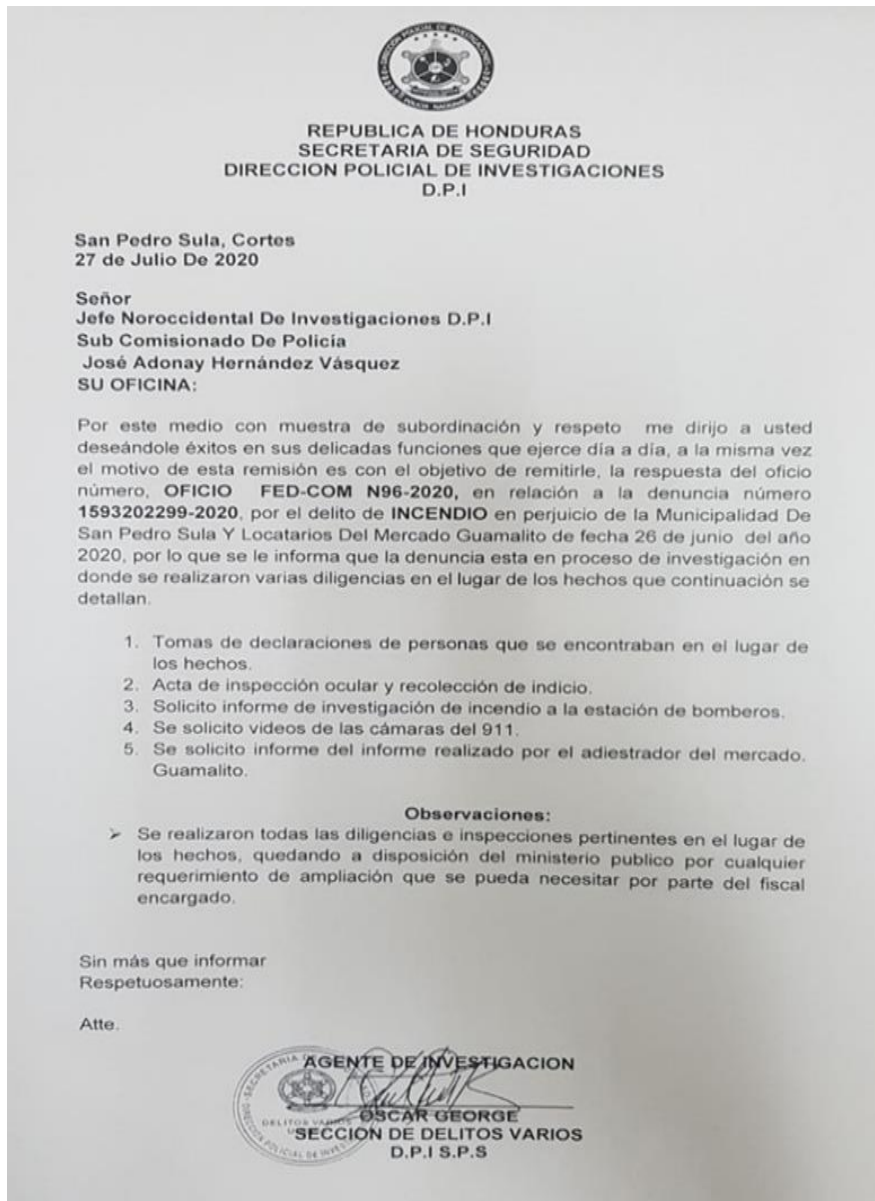 REPUBLICA DE HONDURAS
SECRETARIA DE SEGURIDAD
DIRECCION POLICIAL DE INVESTIGACIONES
D.P.I
San Pedro Sula, Cortes
27 de Julio De 2020
Señor
Jefe Noroccidental De Investigaciones D.P.I
Sub Comisionado De Policía
José Adonay Hernández Vásquez
SU OFICINA:
Por este medio con muestra de subordinación y respeto me dirijo a usted
deseándole éxitos en sus delicadas funciones que ejerce día a día, a la misma vez
el motivo de esta remisión es con el objetivo de remitirle, la respuesta del oficio
número, OFICIO FED-COM N96-2020, en relación a la denuncia número
1593202299-2020, por el delito de INCENDIO en perjuicio de la Municipalidad De
San Pedro Sula Y Locatarios Del Mercado Guamalito de fecha 26 de junio del año
2020, por lo que se le informa que la denuncia esta en proceso de investigación en
donde se realizaron varias diligencias en el lugar de los hechos que continuación se
detallan.
1. Tomas de declaraciones de personas que se encontraban en el lugar de
los hechos.
2. Acta de inspección ocular y recolección de indicio.
3. Solicito informe de investigación de incendio a la estación de bomberos.
4. Se solicito videos de las cámaras del 911.
5. Se solicito informe del informe realizado por el adiestrador del mercado.
Guamalito.
Observaciones:
➢ Se realizaron todas las diligencias e inspecciones pertinentes en el lugar de
los hechos, quedando a disposición del ministerio publico por cualquier
requerimiento de ampliación que se pueda necesitar por parte del fiscal
encargado.
Sin más que informar
Respetuosamente:
Atte.
AGENTE DE INVESTIGACION
OSCAR GEORGE
SECCION DE DELITOS VARIOS
D.P.I S.P.S